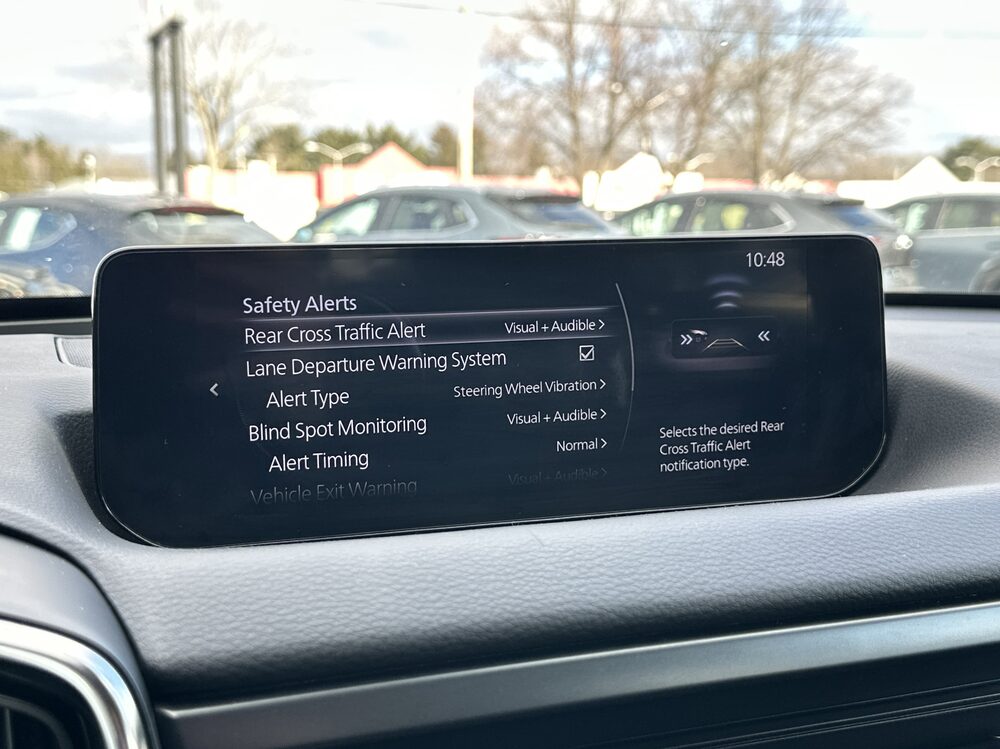 10:48
Safety Alerts
Rear Cross Traffic Alert Visual + Audible
Lane Departure Warning System
Alert Type Steering Wheel Vibration
Blind Spot Monitoring Visual + Audible
Alert Timing Normal
Vehicle Exit Warning Visual + Audible
Selects the desired Rear
Cross Traffic Alert
notification type.